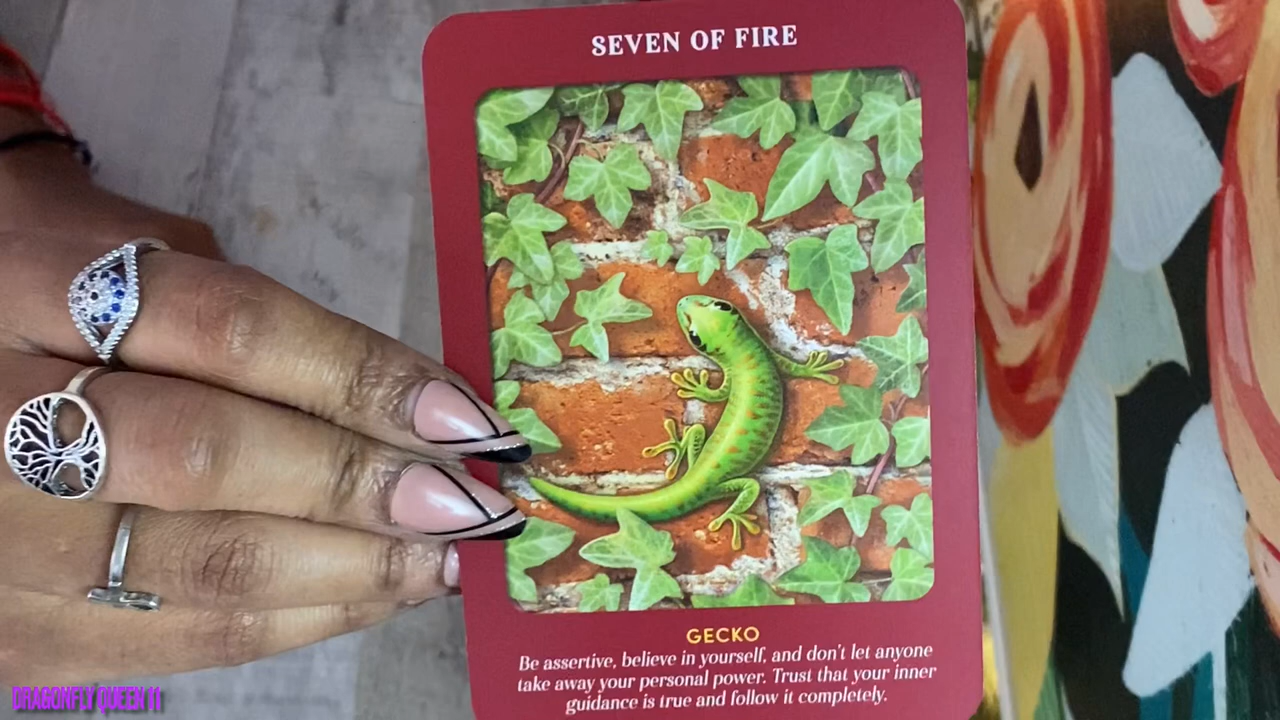 SEVEN OF FIRE
GECKO
Be assertive, believe in yourself, and don't let anyone
take away your personal power. Trust that your inner
guidance is true and follow it completely.
DRAGONFLY QUEEN 11